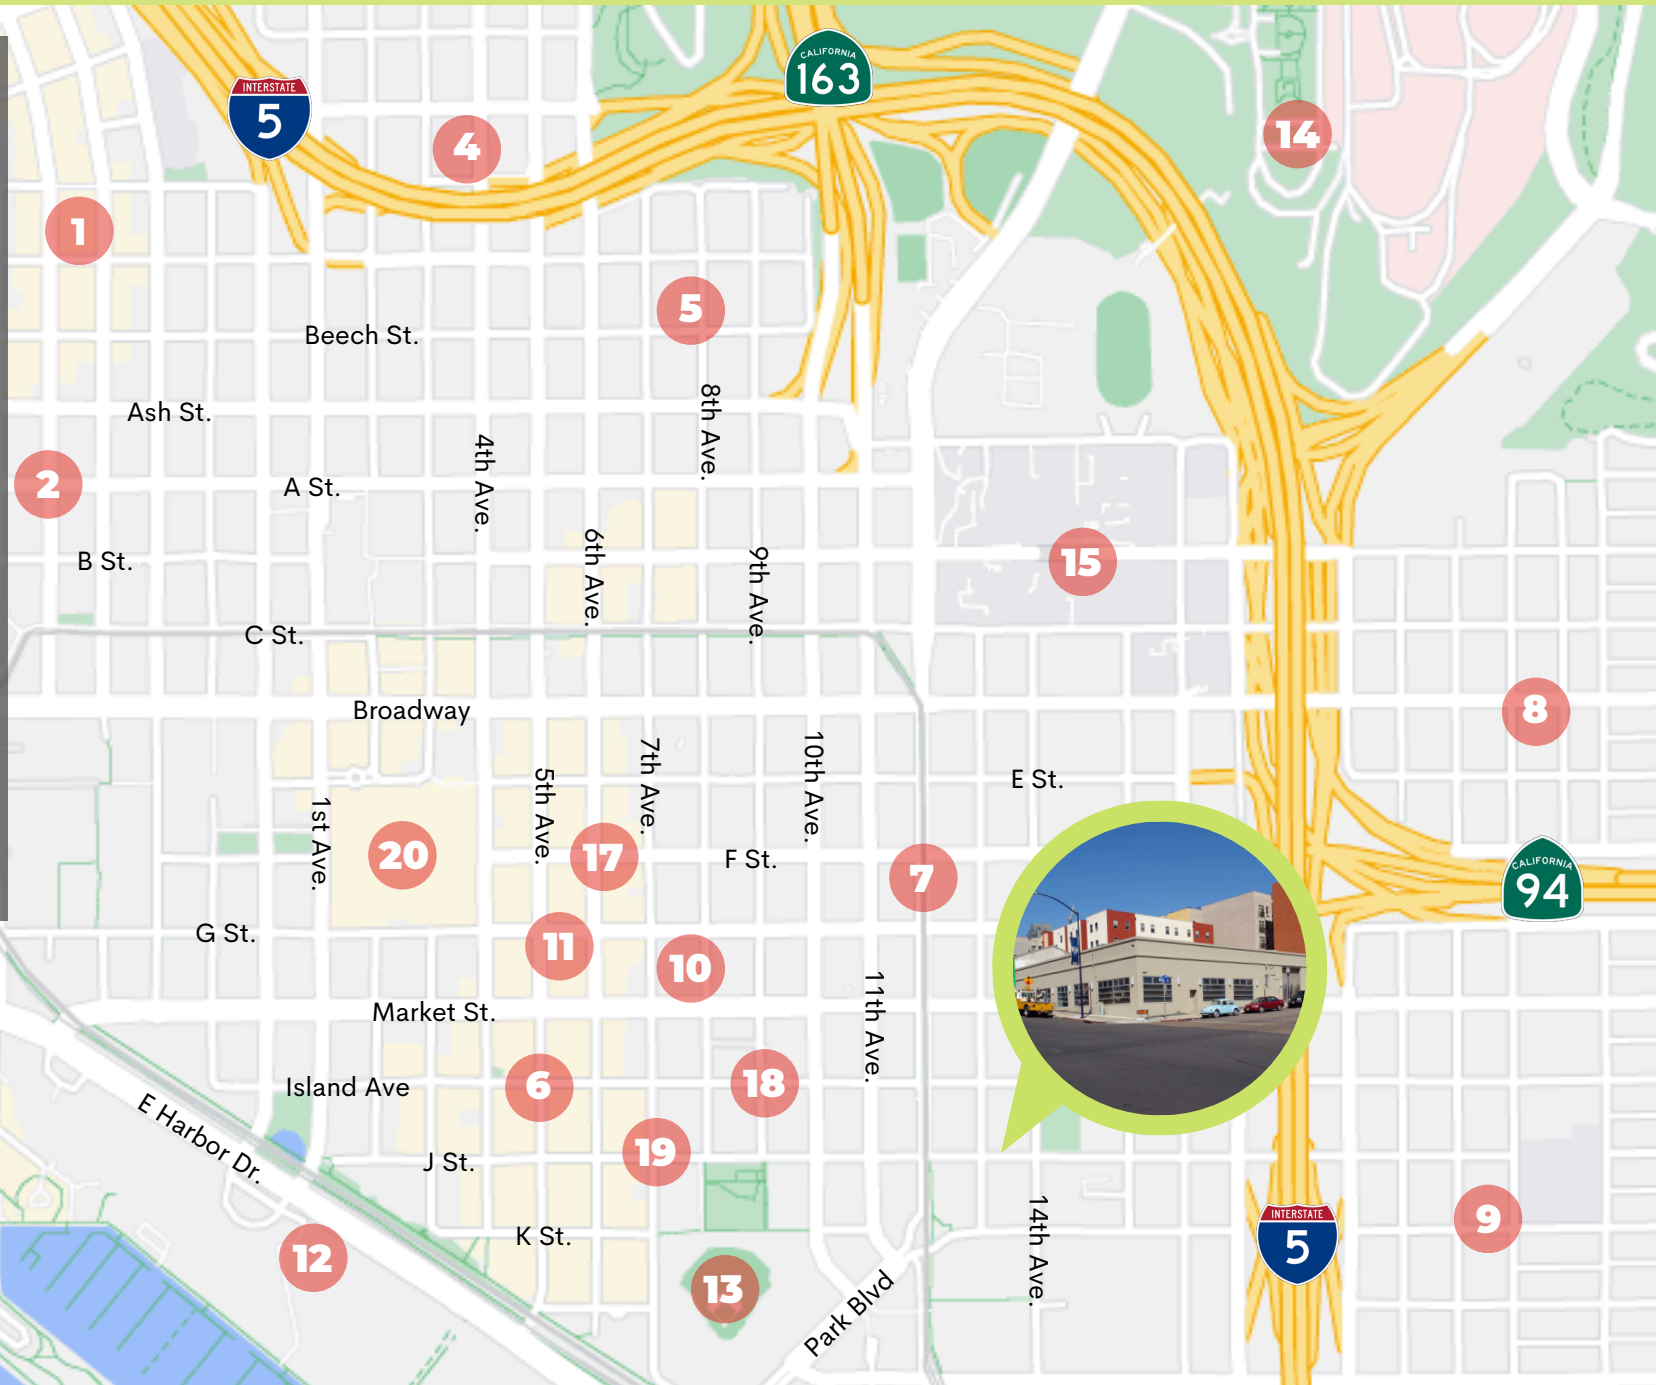 CALIFORNIA
163
INTERSTATE
5
4
14
1
5
Beech St.
Ash St.
8th Ave.
4th Ave.
2
A St.
6th Ave.
9th Ave.
B St.
15
C St.
Broadway
8
7th Ave.
10th Ave.
5th Ave.
E St.
1st Ave.
20
17
F St.
7
CALIFORNIA
94
G St.
11
10
11th Ave.
Market St.
6
18
Island Ave
E Harbor Dr.
19
J St.
14th Ave.
9
K St.
12
INTERSTATE
5
13
Park Blvd